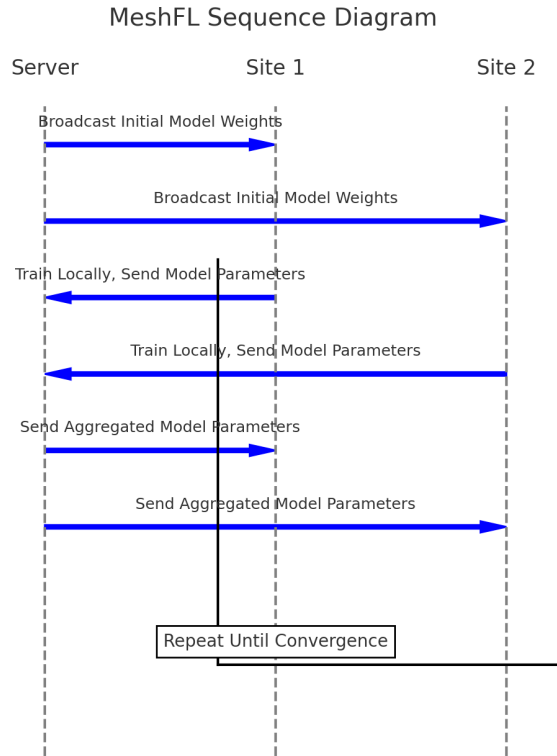 MeshFL Sequence Diagram
Server
Site 1
Site 2
Broadcast Initial Model Weights
Broadcast Initial Model Weights
Train Locally, Send Model Parameters
Train Locally, Send Model Parameters
Send Aggregated Model Parameters
Send Aggregated Model Parameters
Repeat Until Convergence